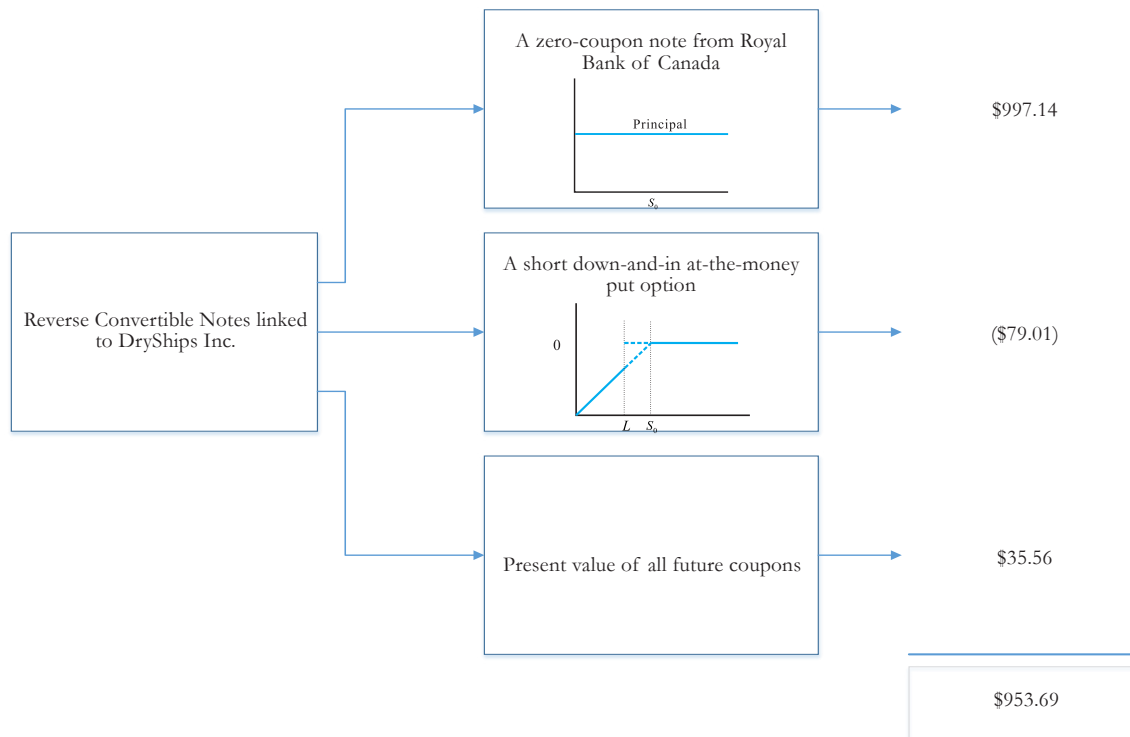 A zero-coupon note from Royal
Bank of Canada
Principal
S₀
$997.14
Reverse Convertible Notes linked
to DryShips Inc.
A short down-and-in at-the-money
put option
0
L S₀
($79.01)
Present value of all future coupons
$35.56
$953.69